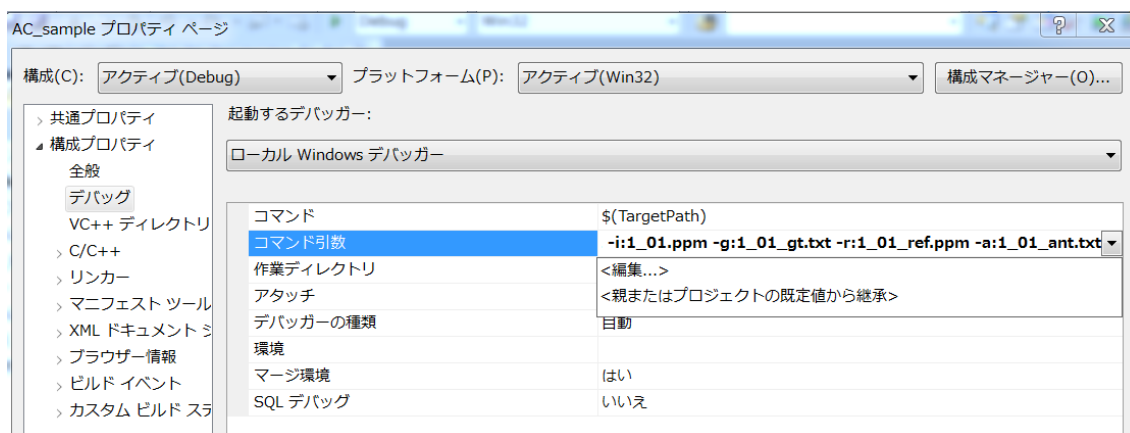 AC_sample プロパティ ページ
構成(C): アクティブ(Debug) プラットフォーム(P): アクティブ(Win32) 構成マネージャー(O)...
共通プロパティ
構成プロパティ
全般
デバッグ
VC++ ディレクトリ
C/C++
リンカー
マニフェスト ツール
XML ドキュメント
ブラウザー情報
ビルド イベント
カスタム ビルド ステ
起動するデバッガー:
ローカル Windows デバッガー
コマンド $(TargetPath)
コマンド引数 -i:1_01.ppm -g:1_01_gt.txt -r:1_01_ref.ppm -a:1_01_ant.txt
作業ディレクトリ <編集...>
アタッチ <親またはプロジェクトの既定値から継承>
デバッガーの種類 自動
環境
マージ環境 はい
SQL デバッグ いいえ